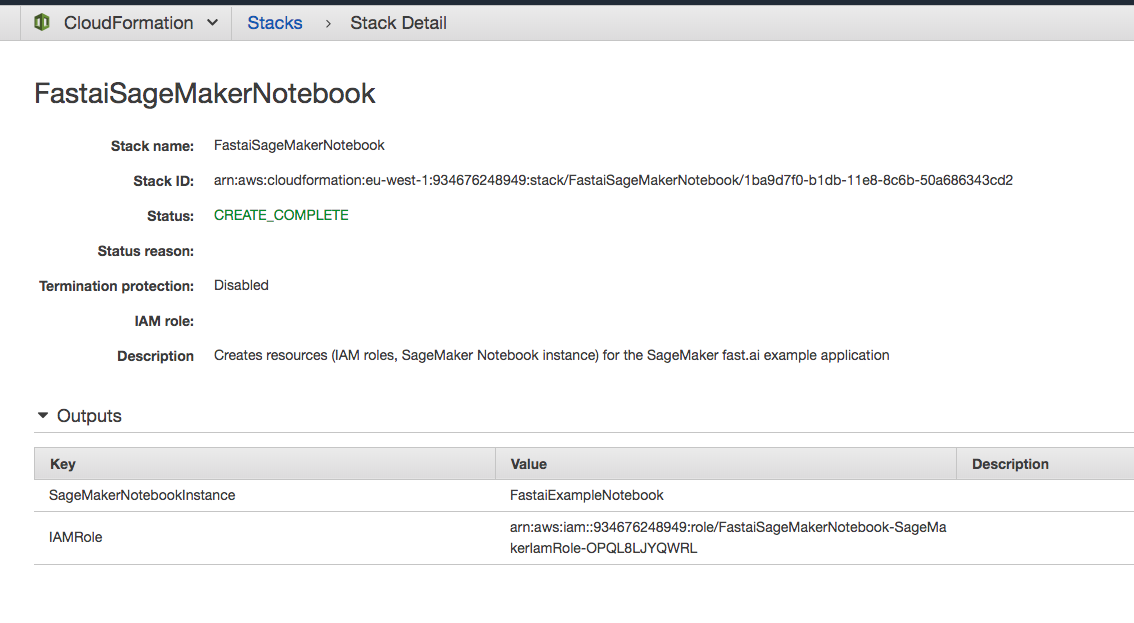 CloudFormation Stacks > Stack Detail
FastaiSageMakerNotebook
Stack name: FastaiSageMakerNotebook
Stack ID: arn:aws:cloudformation:eu-west-1:934676248949:stack/FastaiSageMakerNotebook/1ba9d7f0-b1db-11e8-8c6b-50a686343cd2
Status: CREATE_COMPLETE
Status reason:
Termination protection: Disabled
IAM role:
Description Creates resources (IAM roles, SageMaker Notebook instance) for the SageMaker fast.ai example application
Outputs
Key Value Description
SageMakerNotebookInstance FastaiExampleNotebook
IAMRole arn:aws:iam::934676248949:role/FastaiSageMakerNotebook-SageMa
kerIamRole-OPQL8LJYQWRL